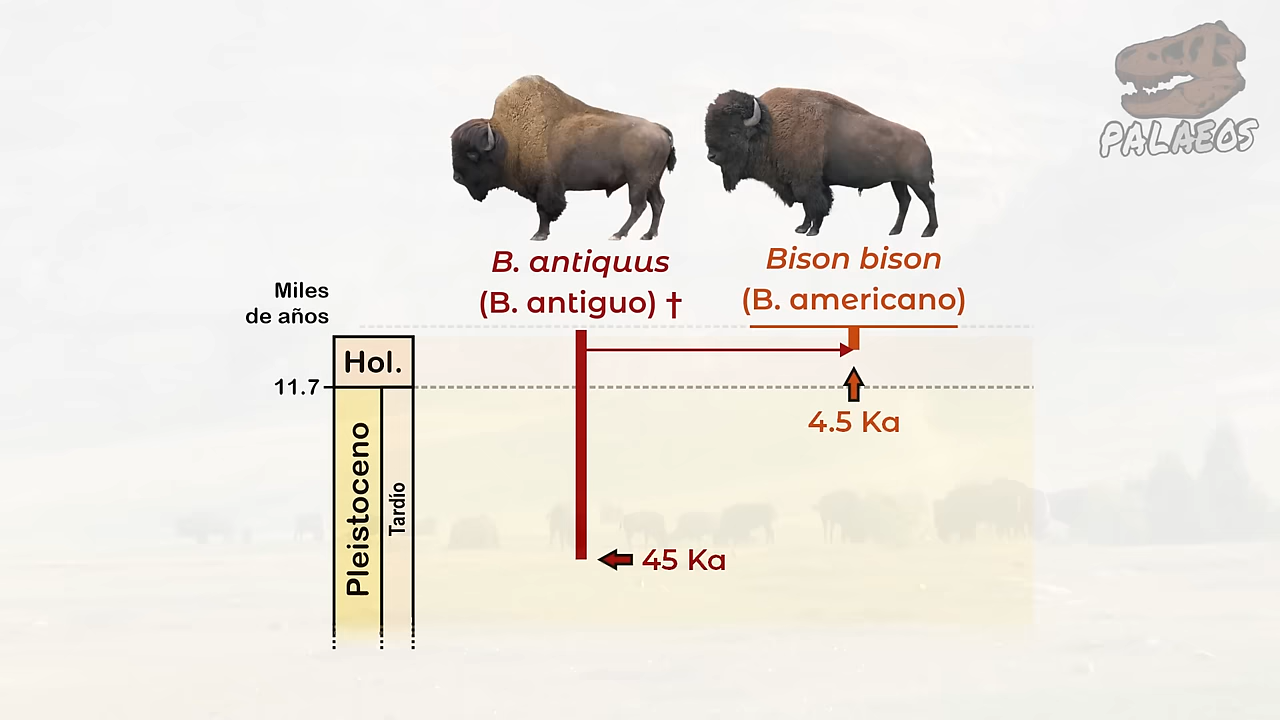 PALAEOS
B. antiquus
(B. antiguo) †
Bison bison
(B. americano)
Miles
de años
Hol.
11.7
4.5 Ka
Pleistoceno
Tardío
45 Ka